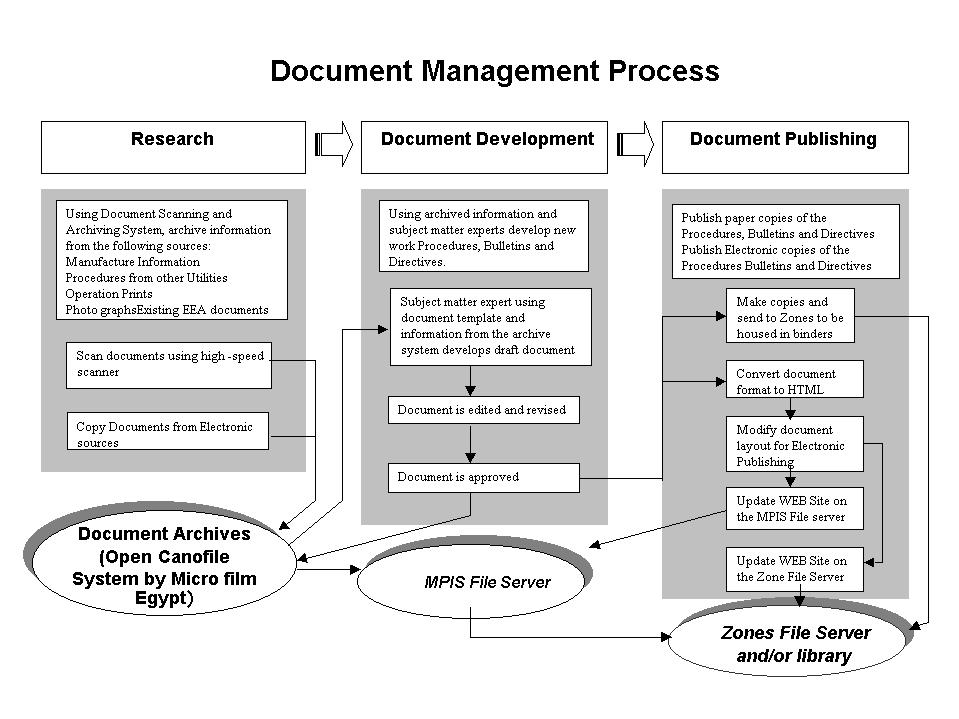 Document Management Process
Research
Document Development
Document Publishing
Using Document Scanning and
Archiving System, archive information
from the following sources:
Manufacture Information
Procedures from other Utilities
Operation Prints
Photo graphsExisting EEA documents
Scan documents using high -speed
scanner
Copy Documents from Electronic
sources
Document Archives
(Open Canofile
System by Micro film
Egypt)
Using archived information and
subject matter experts develop new
work Procedures, Bulletins and
Directives.
Subject matter expert using
document template and
information from the archive
system develops draft document
Document is edited and revised
Document is approved
MPIS File Server
Publish paper copies of the
Procedures, Bulletins and Directives
Publish Electronic copies of the
Procedures Bulletins and Directives
Make copies and
send to Zones to be
housed in binders
Convert document
format to HTML
Modify document
layout for Electronic
Publishing
Update WEB Site on
the MPIS File server
Update WEB Site on
the Zone File Server
Zones File Server
and/or library